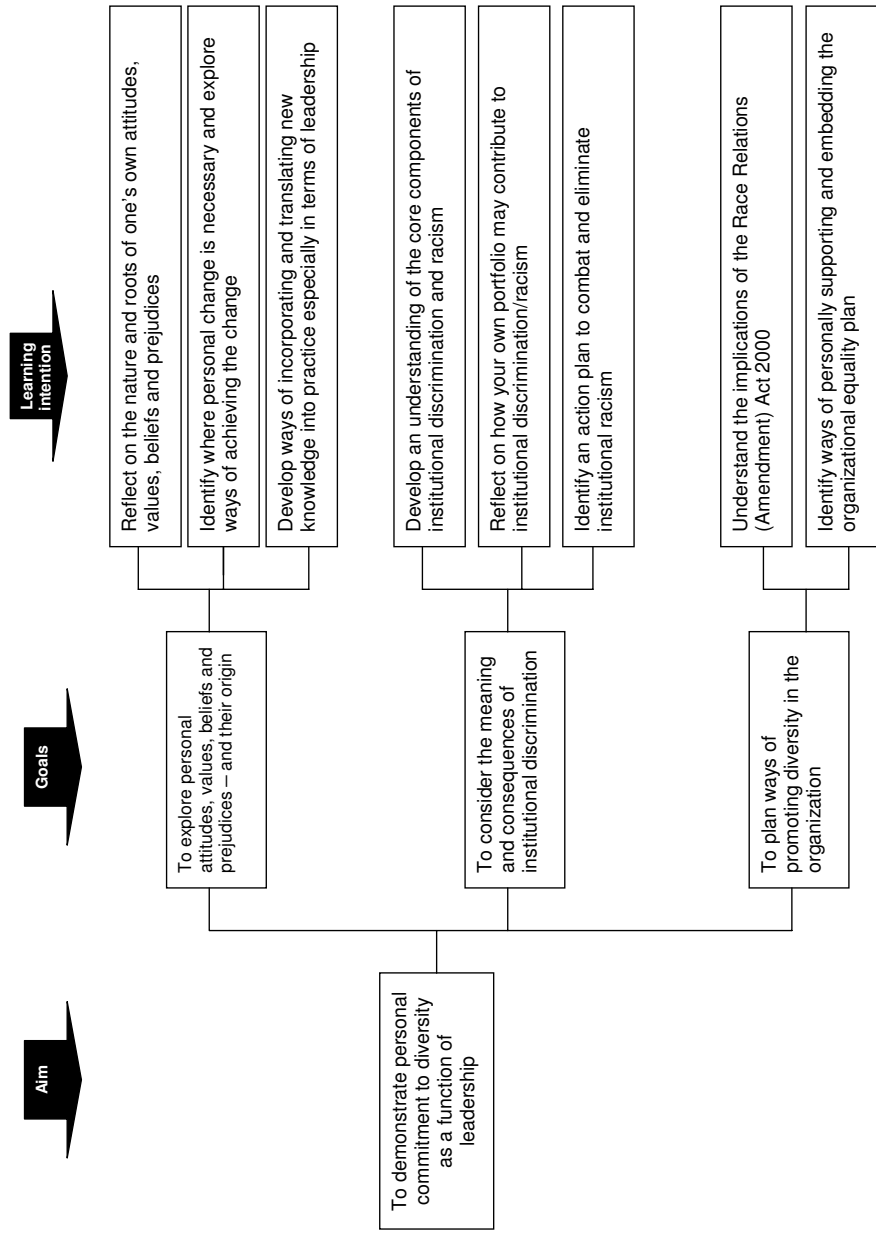 Aim
Goals
Learning
intention
To demonstrate personal
commitment to diversity
as a function of
leadership
To explore personal
attitudes, values, beliefs and
prejudices – and their origin
To consider the meaning
and consequences of
institutional discrimination
To plan ways of
promoting diversity in the
organization
Reflect on the nature and roots of one's own attitudes,
values, beliefs and prejudices
Identify where personal change is necessary and explore
ways of achieving the change
Develop ways of incorporating and translating new
knowledge into practice especially in terms of leadership
Develop an understanding of the core components of
institutional discrimination and racism
Reflect on how your own portfolio may contribute to
institutional discrimination/racism
Identify an action plan to combat and eliminate
institutional racism
Understand the implications of the Race Relations
(Amendment) Act 2000
Identify ways of personally supporting and embedding the
organizational equality plan